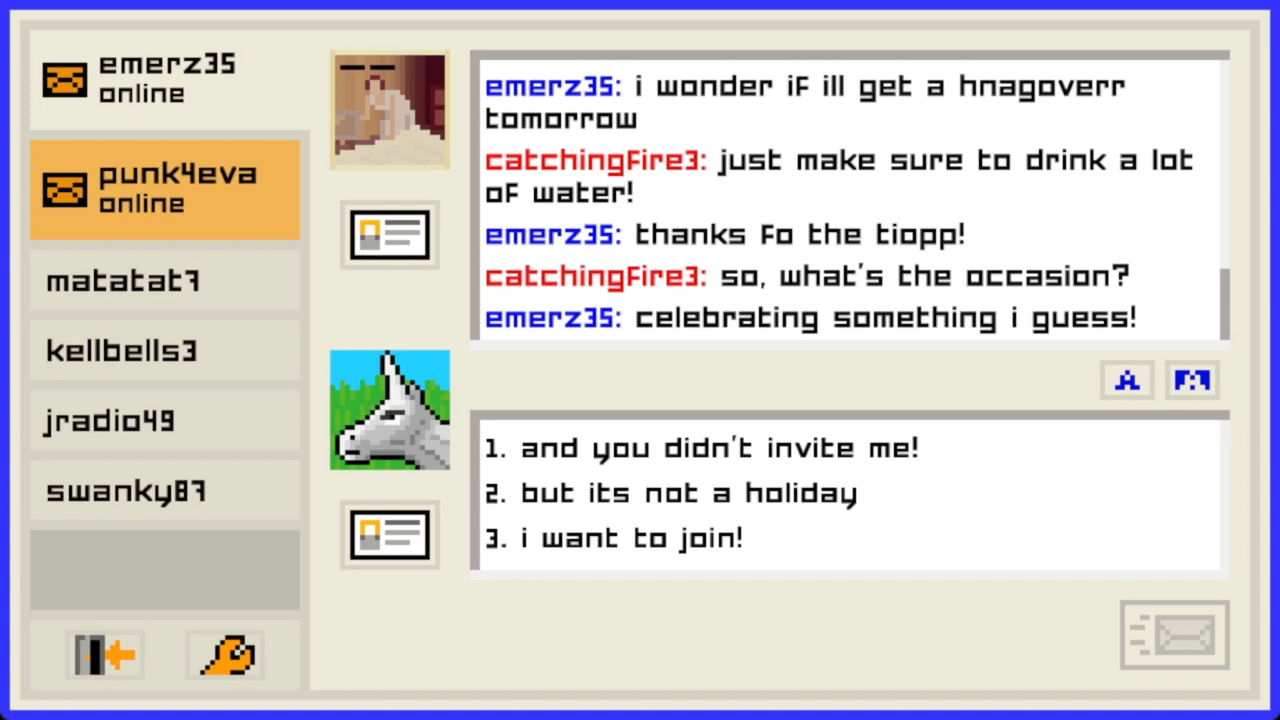 emerz35
online
punk4eva
online
matatat7
kellbells3
jradio49
swanky87
emerz35: i wonder if ill get a hnagoverr
tomorrow
catchingfire3: just make sure to drink a lot
of water!
emerz35: thanks fo the tiopp!
catchingfire3: so, what's the occasion?
emerz35: celebrating something i guess!
A
A
1. and you didn't invite me!
2. but its not a holiday
3. i want to join!